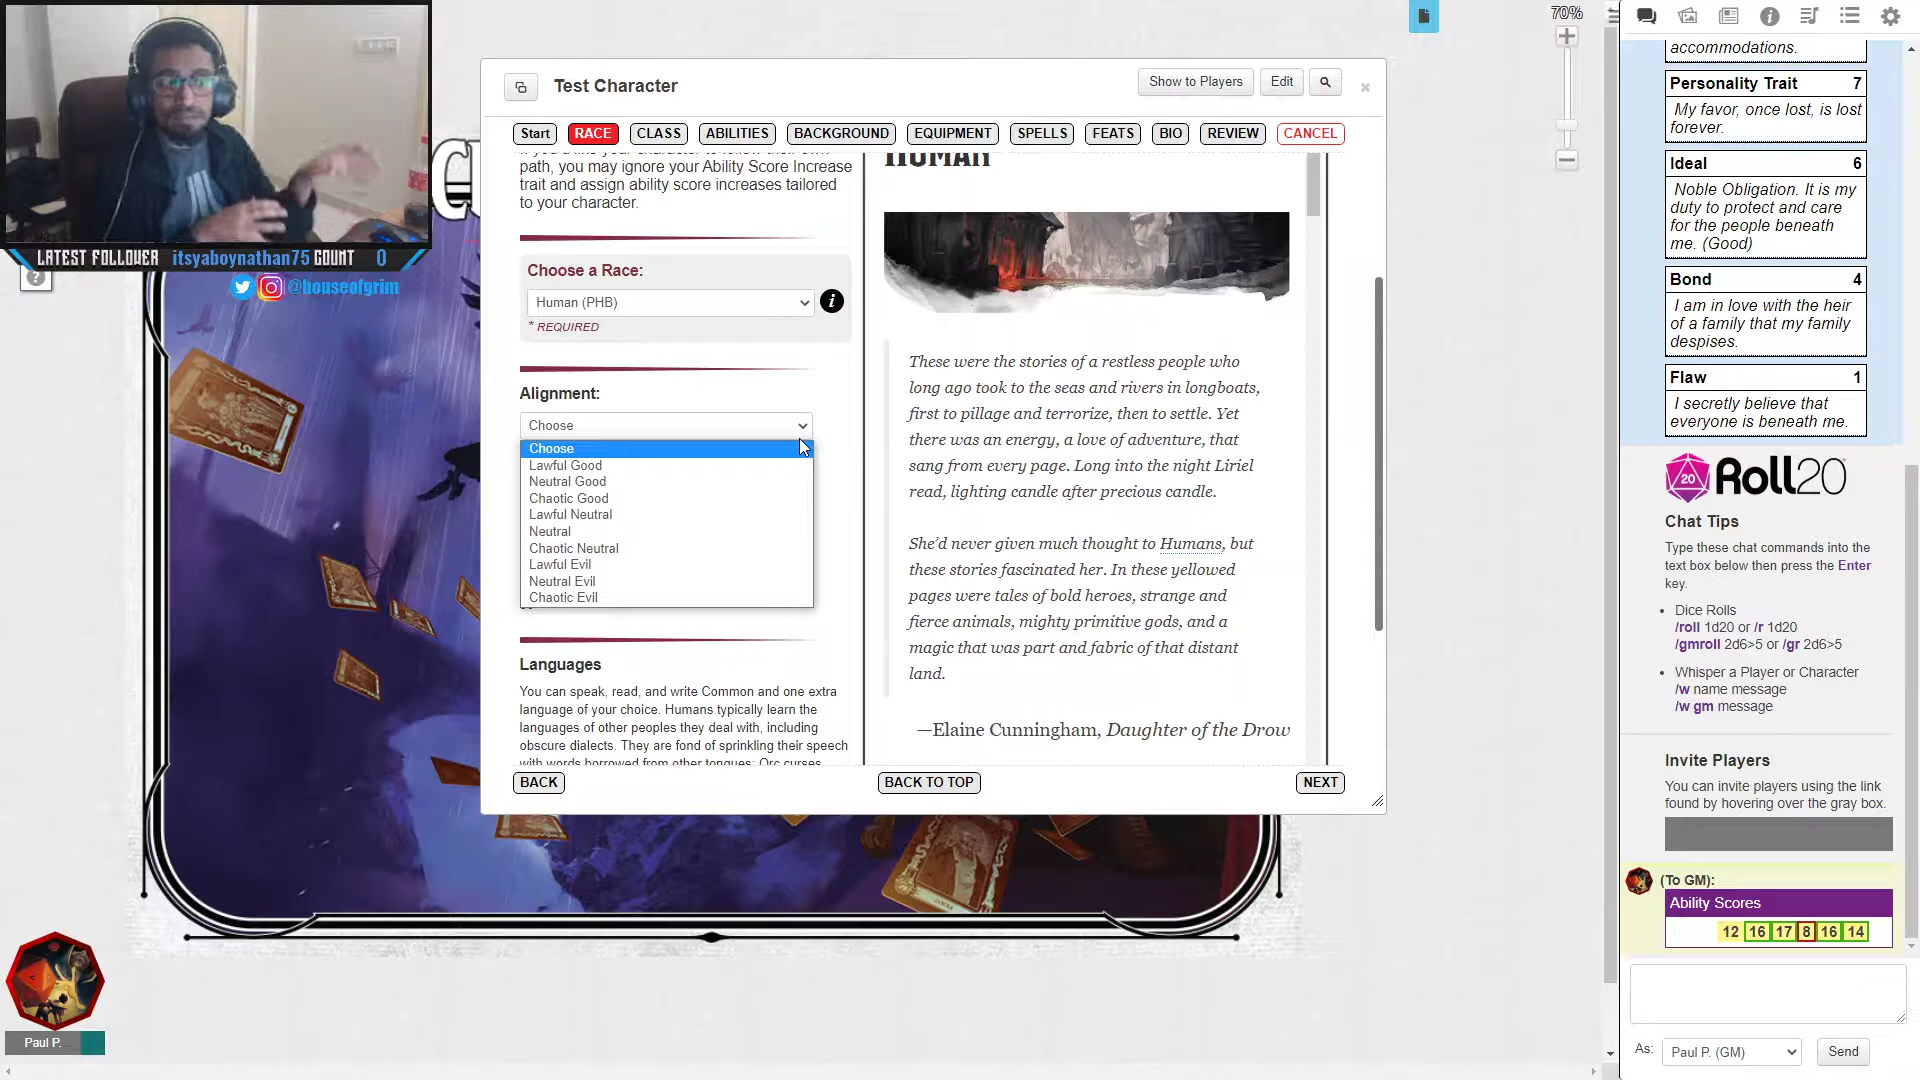 LATEST FOLLOWER itsyaboynathan75 COUNT 0
@houseofgrim
?
Paul P.
70%
Test Character
Show to Players
Edit
Start
RACE
CLASS
ABILITIES
BACKGROUND
EQUIPMENT
SPELLS
FEATS
BIO
REVIEW
CANCEL
path, you may ignore your Ability Score Increase
trait and assign ability score increases tailored
to your character.
Choose a Race:
Human (PHB)
* REQUIRED
Alignment:
Choose
Choose
Lawful Good
Neutral Good
Chaotic Good
Lawful Neutral
Neutral
Chaotic Neutral
Lawful Evil
Neutral Evil
Chaotic Evil
Languages
You can speak, read, and write Common and one extra
language of your choice. Humans typically learn the
languages of other peoples they deal with, including
obscure dialects. They are fond of sprinkling their speech
with words borrowed from other tongues: Orc curses,
HUMAN
These were the stories of a restless people who
long ago took to the seas and rivers in longboats,
first to pillage and terrorize, then to settle. Yet
there was an energy, a love of adventure, that
sang from every page. Long into the night Liriel
read, lighting candle after precious candle.
She'd never given much thought to Humans, but
these stories fascinated her. In these yellowed
pages were tales of bold heroes, strange and
fierce animals, mighty primitive gods, and a
magic that was part and fabric of that distant
land.
—Elaine Cunningham, Daughter of the Drow
BACK
BACK TO TOP
NEXT
accommodations.
Personality Trait 7
My favor, once lost, is lost
forever.
Ideal 6
Noble Obligation. It is my
duty to protect and care
for the people beneath
me. (Good)
Bond 4
I am in love with the heir
of a family that my family
despises.
Flaw 1
I secretly believe that
everyone is beneath me.
20 Roll20
Chat Tips
Type these chat commands into the
text box below then press the Enter
key.
• Dice Rolls
/roll 1d20 or /r 1d20
/gmroll 2d6>5 or /gr 2d6>5
• Whisper a Player or Character
/w name message
/w gm message
Invite Players
You can invite players using the link
found by hovering over the gray box.
(To GM):
Ability Scores
12 16 17 8 16 14
As: Paul P. (GM)
Send